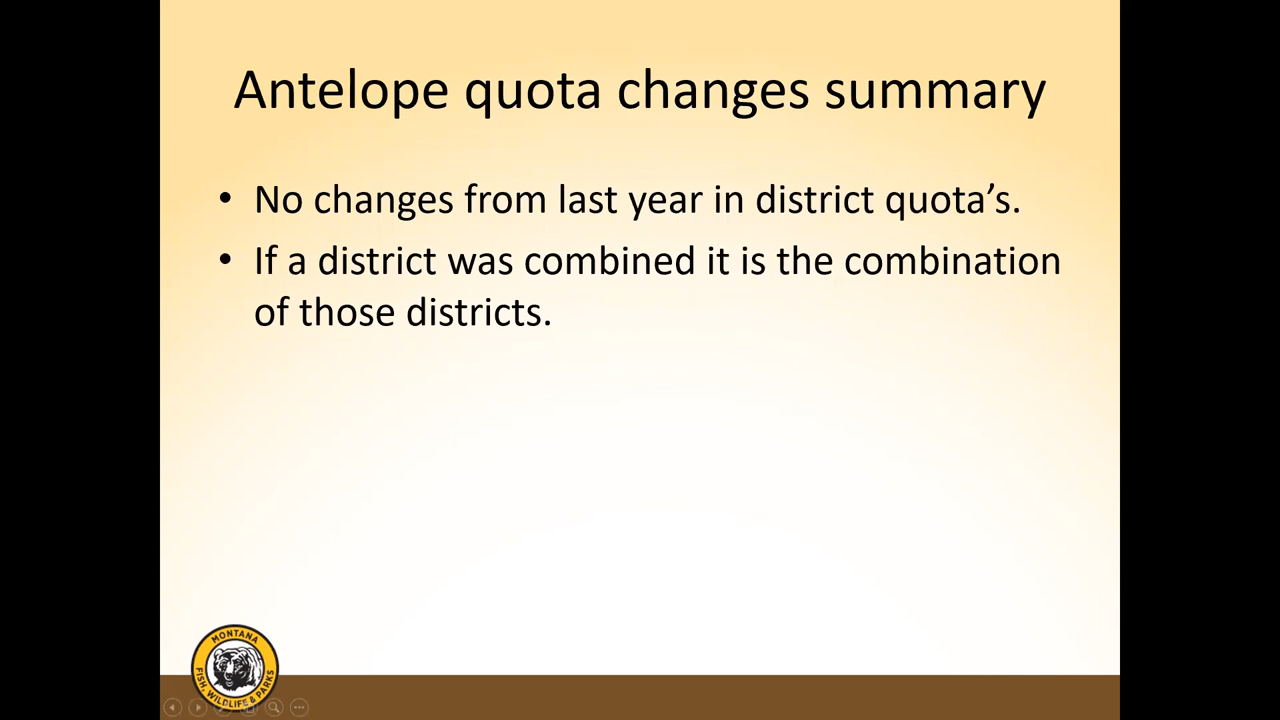 Antelope quota changes summary
• No changes from last year in district quota’s.
• If a district was combined it is the combination
of those districts.
MONTANA
FISH, WILDLIFE & PARKS